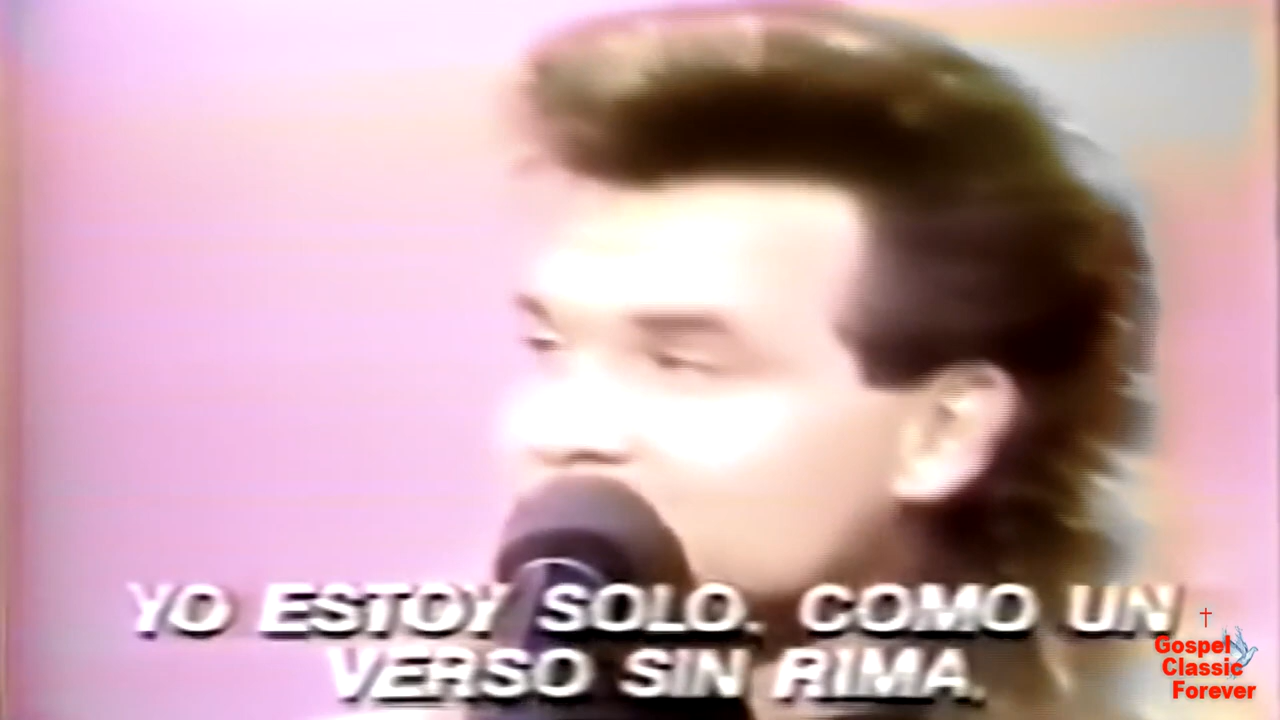 YO ESTOY SOLO. COMO UN
VERSO SIN RIMA.
Gospel
Classic
Forever